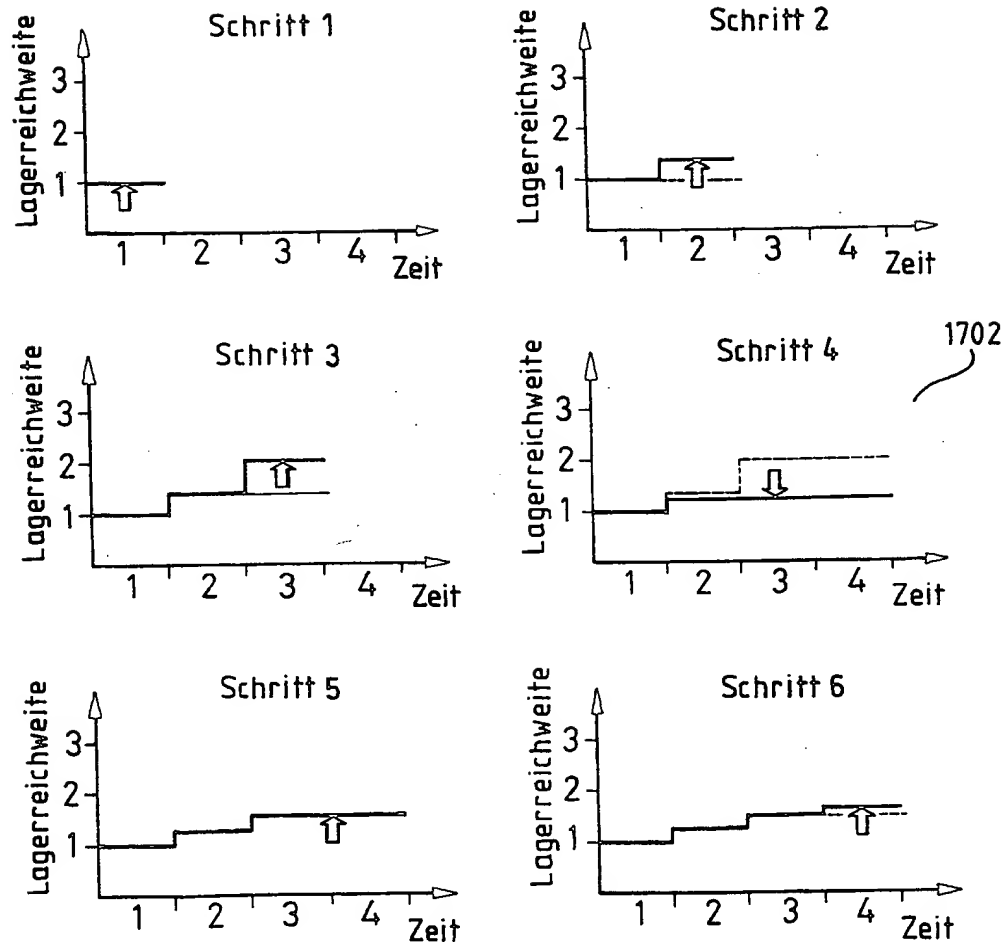 Schritt 1
Lagerreichweite
3
2
1
1 2 3 4
Zeit
Schritt 2
Lagerreichweite
3
2
1
1 2 3 4
Zeit
Schritt 3
Lagerreichweite
3
2
1
1 2 3 4
Zeit
Schritt 4
1702
Lagerreichweite
3
2
1
1 2 3 4
Zeit
Schritt 5
Lagerreichweite
3
2
1
1 2 3 4
Zeit
Schritt 6
Lagerreichweite
3
2
1
1 2 3 4
Zeit